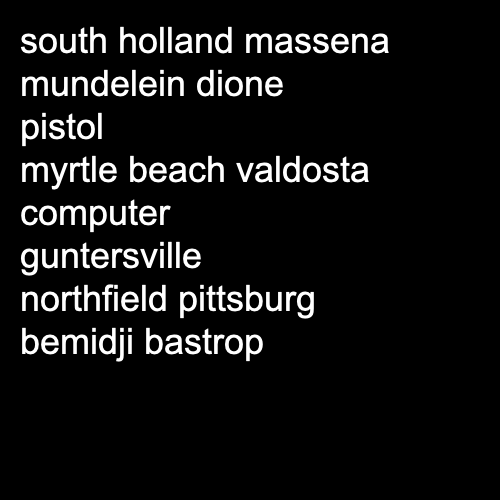 south holland massena
mundelein dione
pistol
myrtle beach valdosta
computer
guntersville
northfield pittsburg
bemidji bastrop